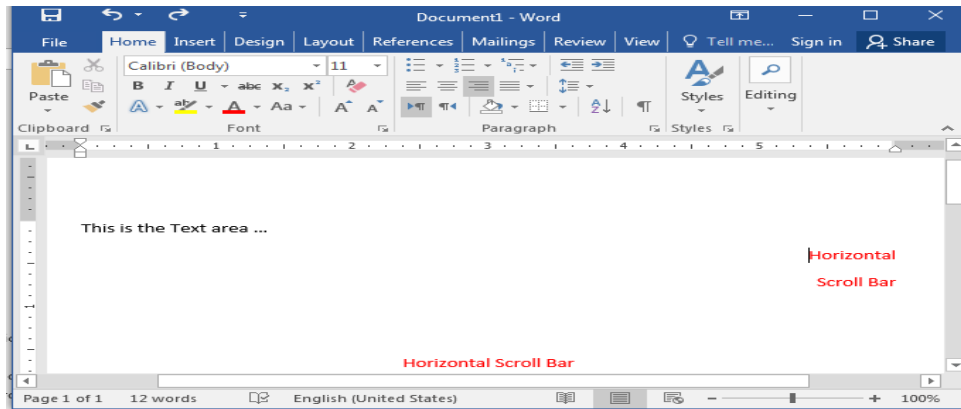 Document1 - Word
File Home Insert Design Layout References Mailings Review View Tell me... Sign in Share
Calibri (Body) 11
B I U abc X₂ X²
Paste A aby A Aa A A Styles Editing
Clipboard Font Paragraph Styles
1 2 3 4 5
This is the Text area ...
Horizontal
Scroll Bar
1
Horizontal Scroll Bar
Page 1 of 1 12 words English (United States) 100%